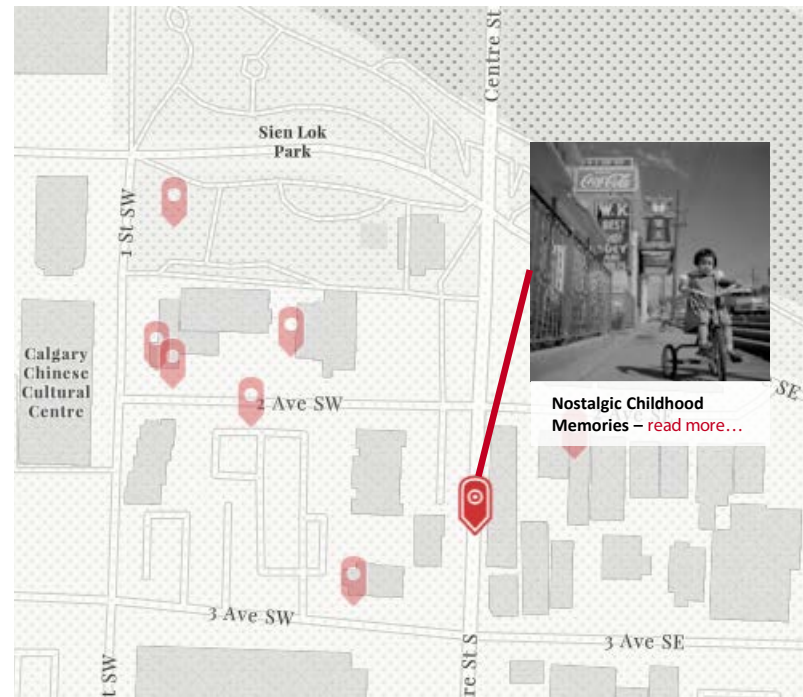 Centre St
Sien Lok
Park
1 St SW
Coca-Cola
W.K
BEST
Calgary
Chinese
Cultural
Centre
2 Ave SW
SE
Nostalgic Childhood
Memories – read more…
3 Ave SW
3 Ave SE
t SW
re St S